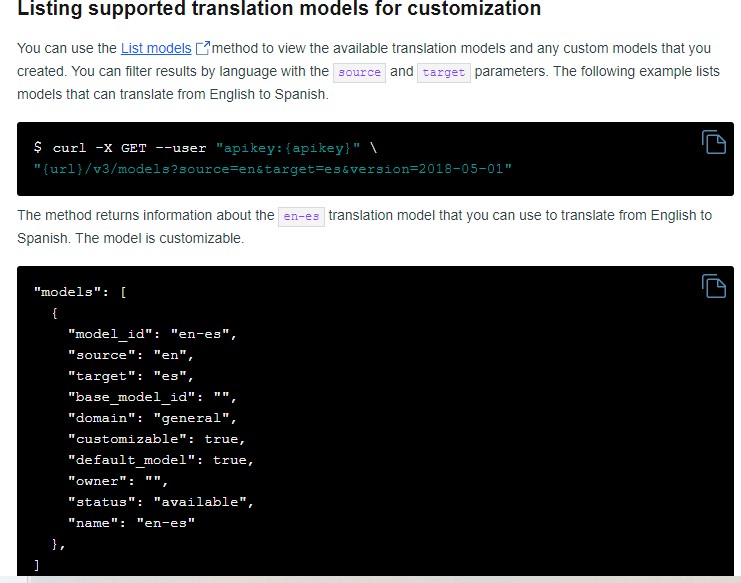 Listing supported translation models for customization
You can use the List models method to view the available translation models and any custom models that you
created. You can filter results by language with the source and target parameters. The following example lists
models that can translate from English to Spanish.
$ curl -X GET --user "apikey:{apikey}" \
"{url}/v3/models?source=en&target=es&version=2018-05-01"
The method returns information about the en-es translation model that you can use to translate from English to
Spanish. The model is customizable.
"models": [
{
"model_id": "en-es",
"source": "en",
"target": "es",
"base_model_id": "",
"domain": "general",
"customizable": true,
"default_model": true,
"owner": "",
"status": "available",
"name": "en-es"
},
]